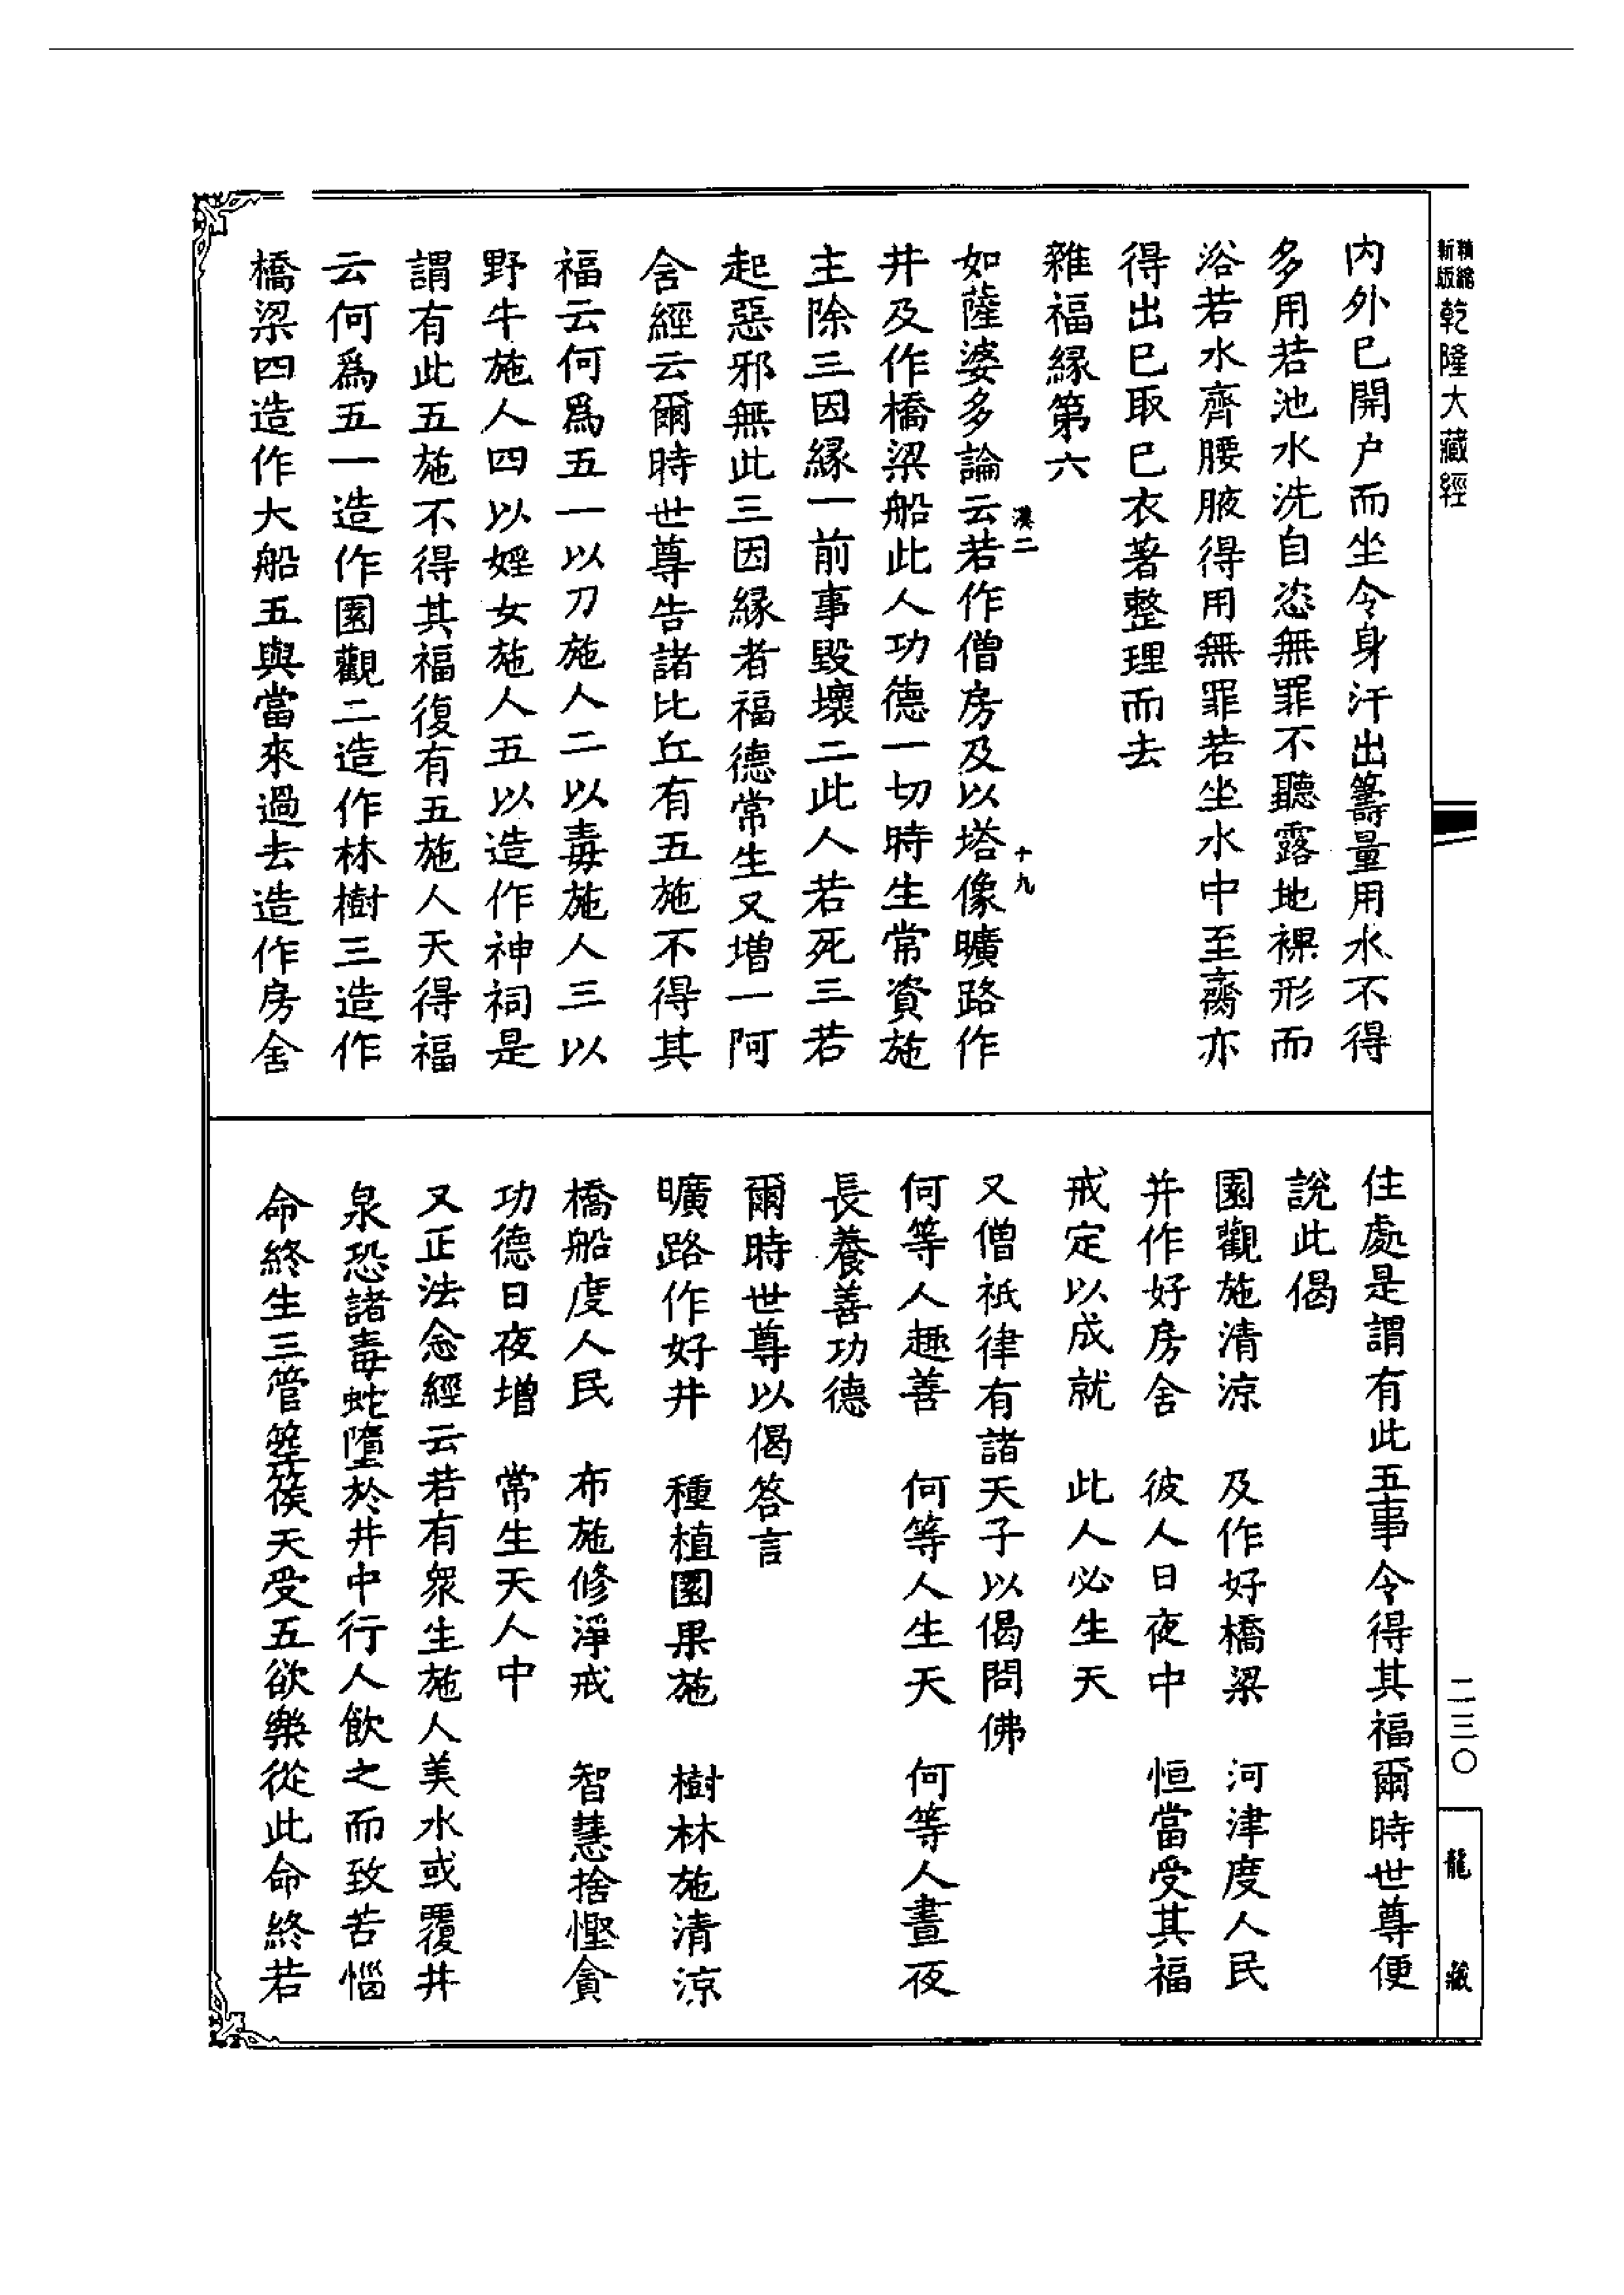 精縮新版乾隆大藏經
內外已開户而坐令身汗出籌量用水不得
多用若池水洗自恣無罪不聽露地裸形而
浴若水齊腰腋得用無罪若坐水中至臍亦
得出已取已衣著整理而去
雜福緣第六
漢二 十九
如薩婆多論云若作僧房及以塔像曠路作
井及作橋梁船此人功德一切時生常資施
主除三因緣一前事毀壞二此人若死三若
起惡邪無此三因緣者福德常生又增一阿
含經云爾時世尊告諸比丘有五施不得其
福云何爲五一以刀施人二以毒施人三以
野牛施人四以婬女施人五以造作神祠是
謂有此五施不得其福復有五施人天得福
云何爲五一造作園觀二造作林樹三造作
橋梁四造作大船五與當來過去造作房舍
住處是謂有此五事令得其福爾時世尊便
說此偈
園觀施清涼 及作好橋梁 河津度人民
并作好房舍 彼人日夜中 恒當受其福
戒定以成就 此人必生天
又僧祇律有諸天子以偈問佛
何等人趣善 何等人生天 何等人晝夜
長養善功德
爾時世尊以偈答言
曠路作好井 種植園果施 樹林施清涼
橋船度人民 布施修淨戒 智慧捨慳貪
功德日夜增 常生天人中
又正法念經云若有衆生施人美水或覆井
泉恐諸毒蛇墮於井中行人飲之而致苦惱
命終生三管箜篌天受五欲樂從此命終若
二三〇
龍藏